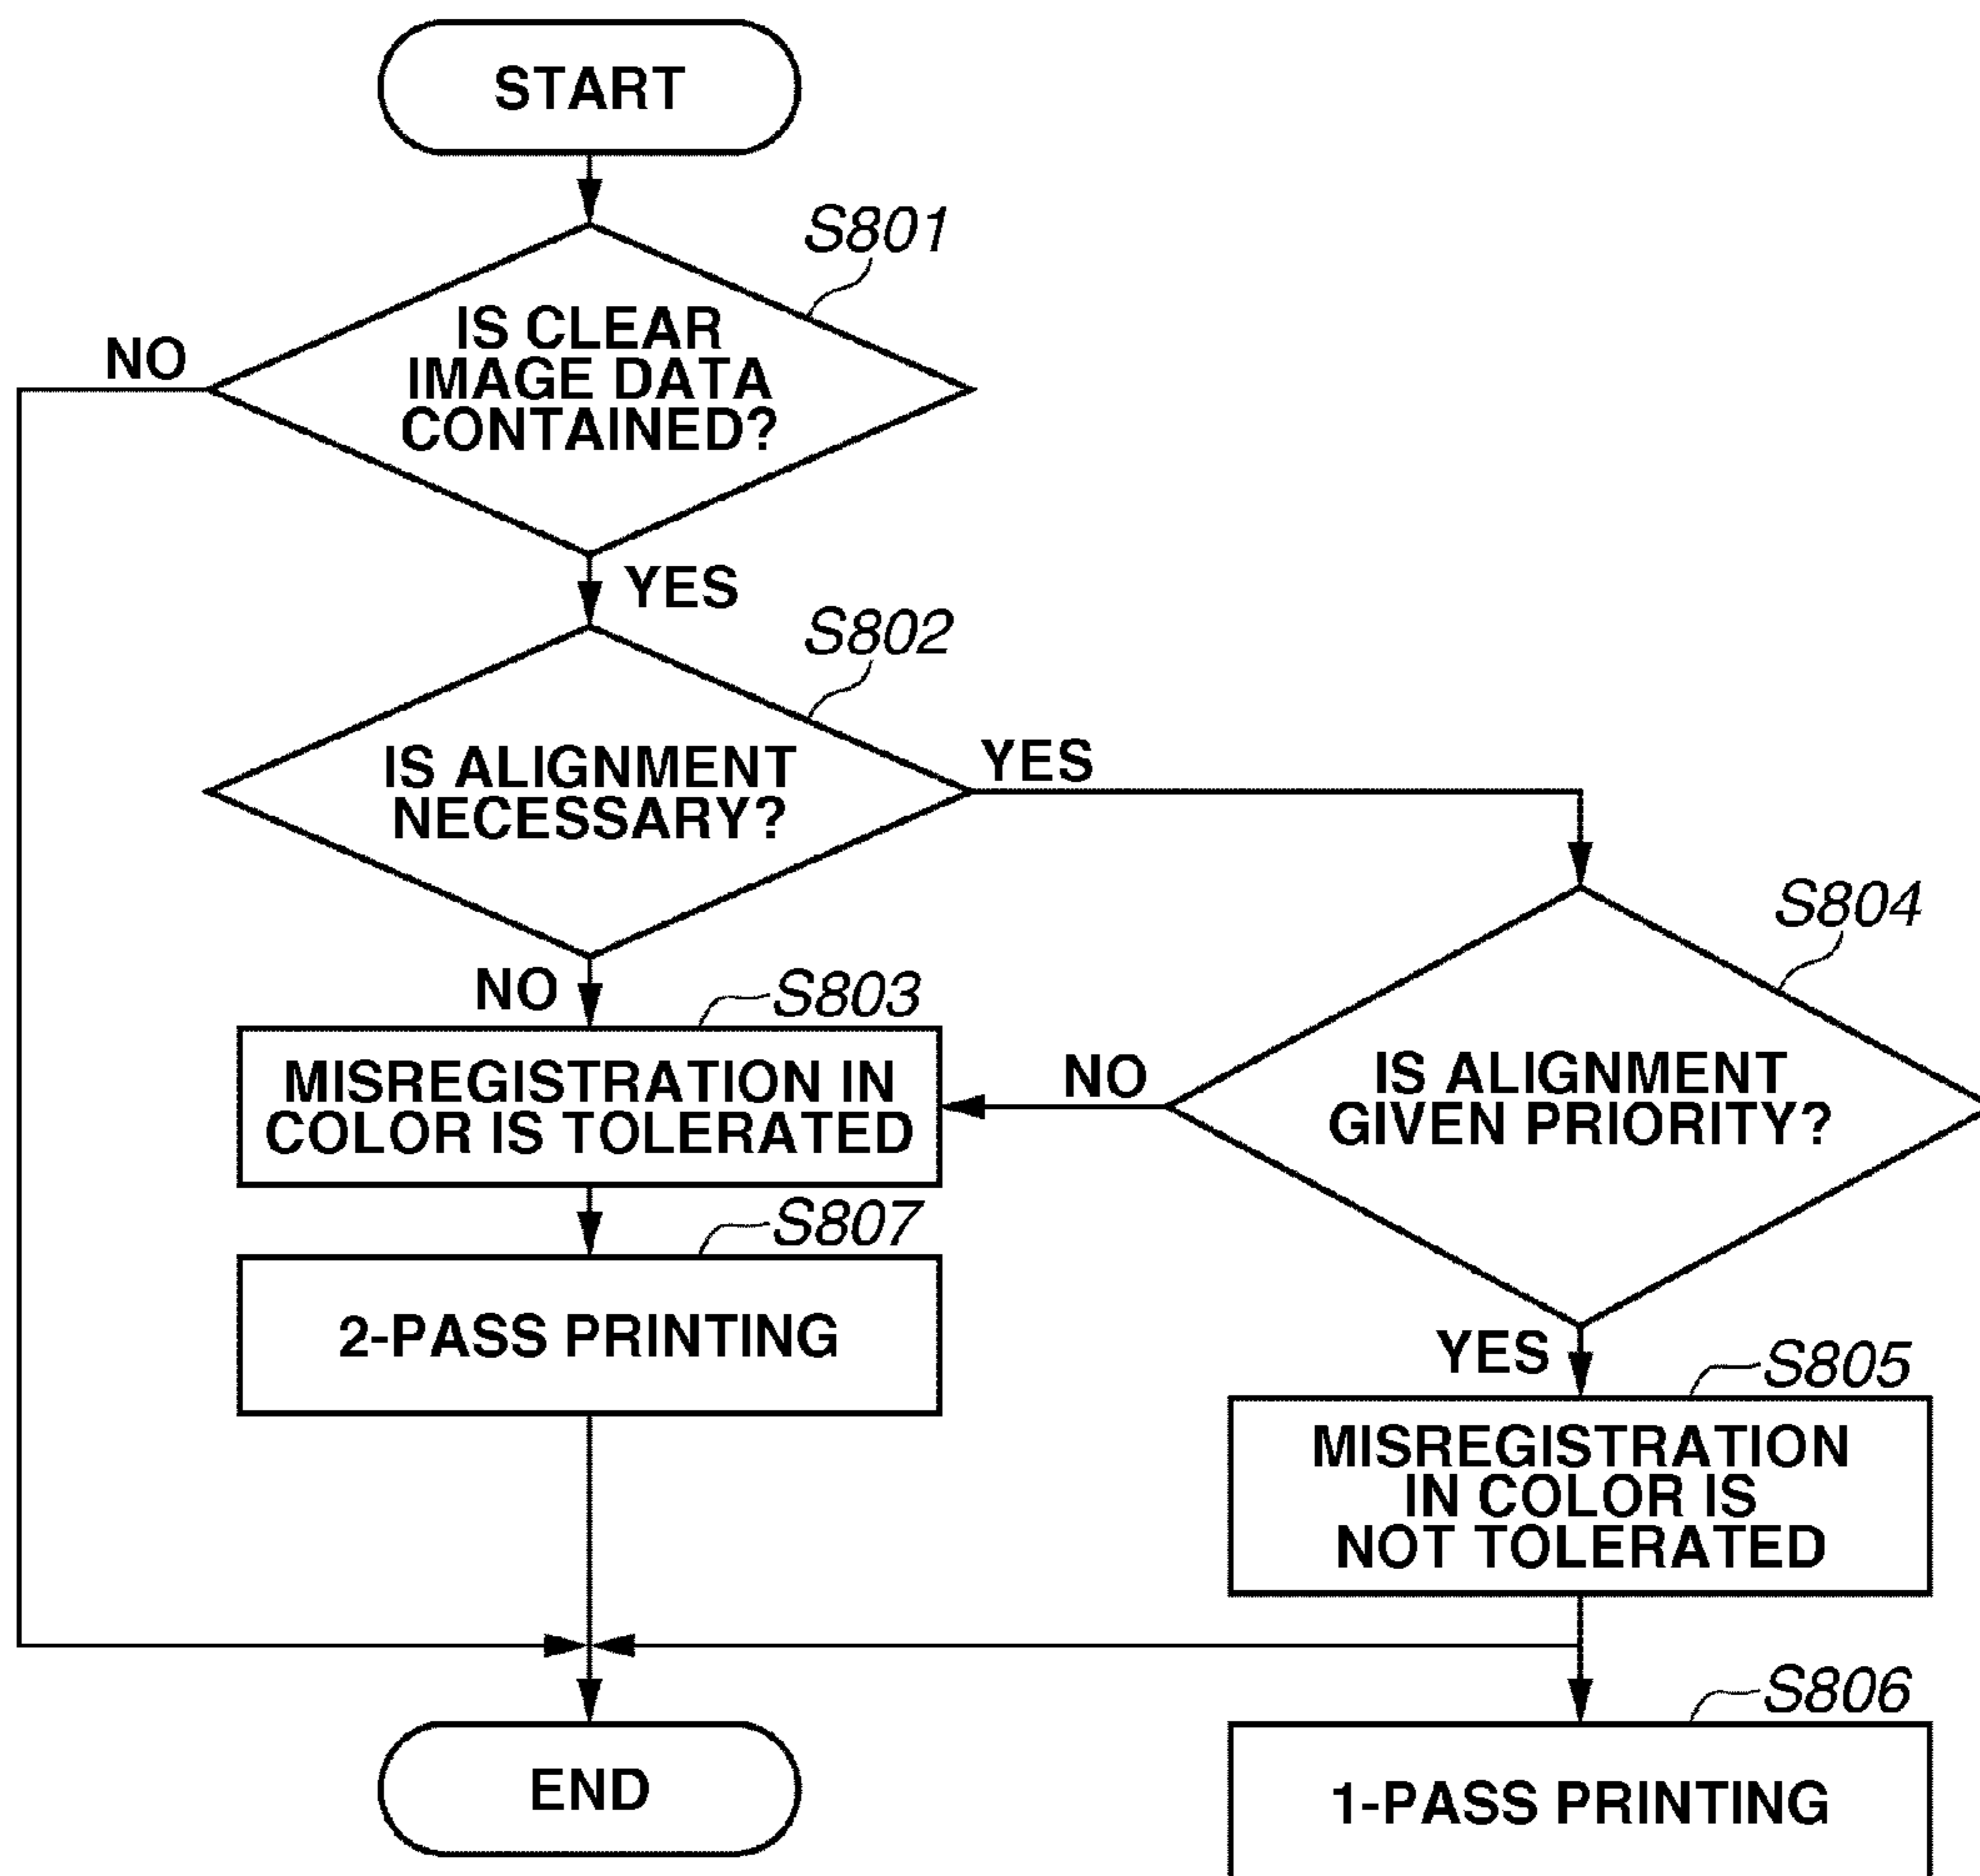 START
S801
IS CLEAR
IMAGE DATA
CONTAINED?
NO
YES
S802
IS ALIGNMENT
NECESSARY?
YES
NO
S803
MISREGISTRATION IN
COLOR IS TOLERATED
S804
IS ALIGNMENT
GIVEN PRIORITY?
NO
YES
S807
2-PASS PRINTING
S805
MISREGISTRATION
IN COLOR IS
NOT TOLERATED
S806
1-PASS PRINTING
END